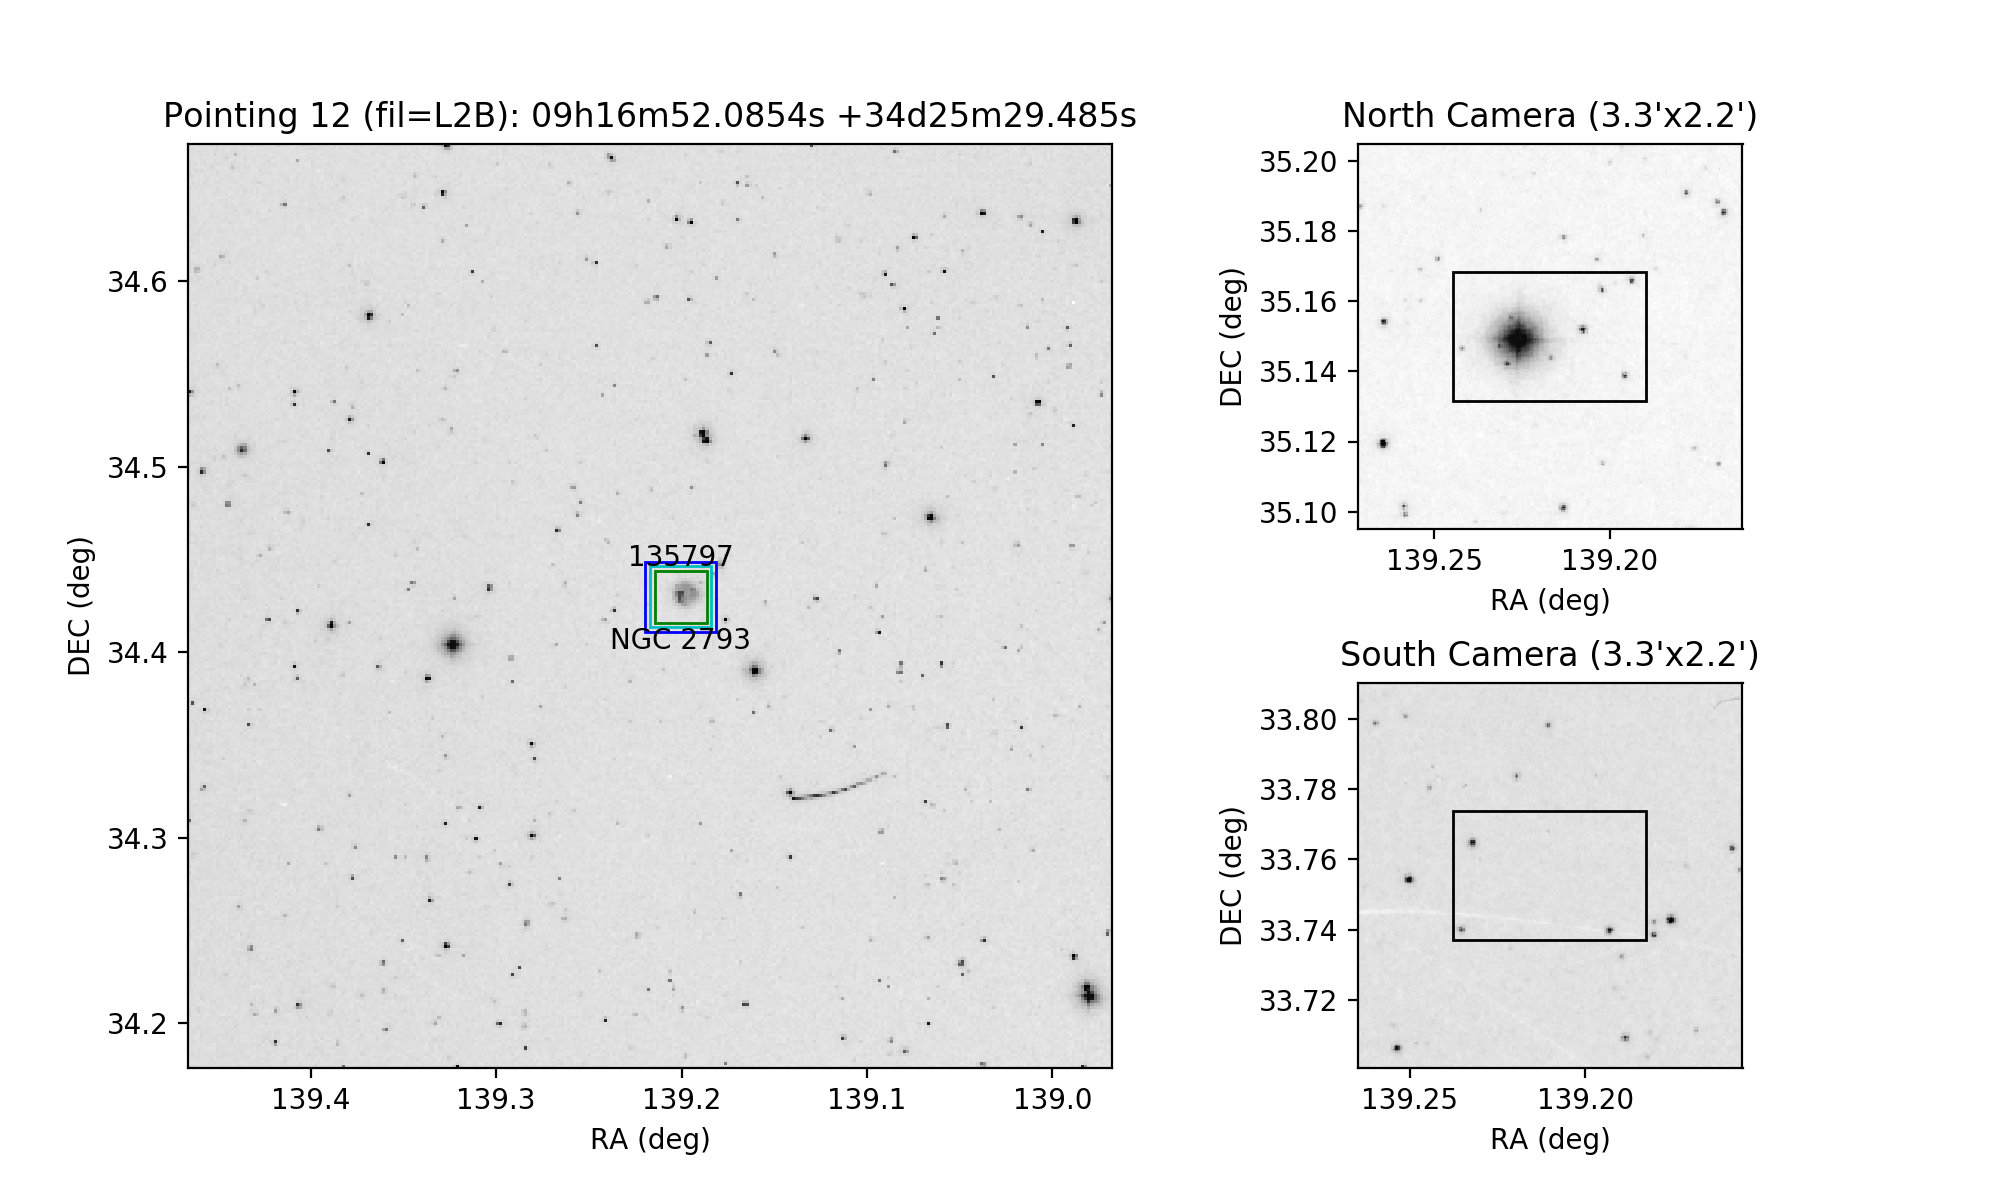 Pointing 12 (fil=L2B): 09h16m52.0854s +34d25m29.485s
34.6
34.5
34.4
34.3
34.2
DEC (deg)
135797
NGC 2793
139.4 139.3 139.2 139.1 139.0
RA (deg)
North Camera (3.3'x2.2')
35.20
35.18
35.16
35.14
35.12
35.10
DEC (deg)
139.25 139.20
RA (deg)
South Camera (3.3'x2.2')
33.80
33.78
33.76
33.74
33.72
DEC (deg)
139.25 139.20
RA (deg)